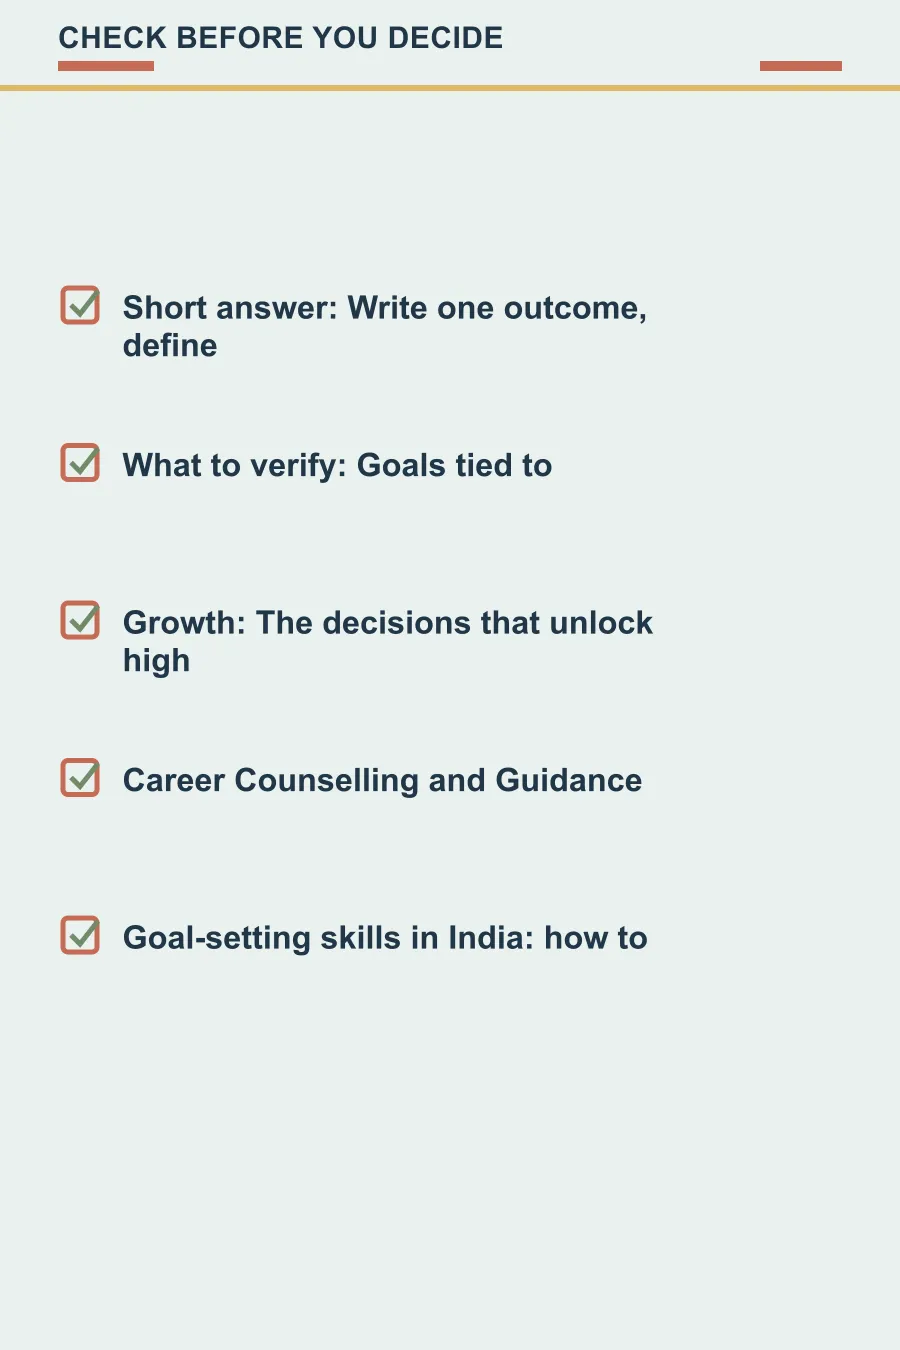 CHECK BEFORE YOU DECIDE
Short answer: Write one outcome,
define
What to verify: Goals tied to
Growth: The decisions that unlock
high
Career Counselling and Guidance
Goal-setting skills in India: how to